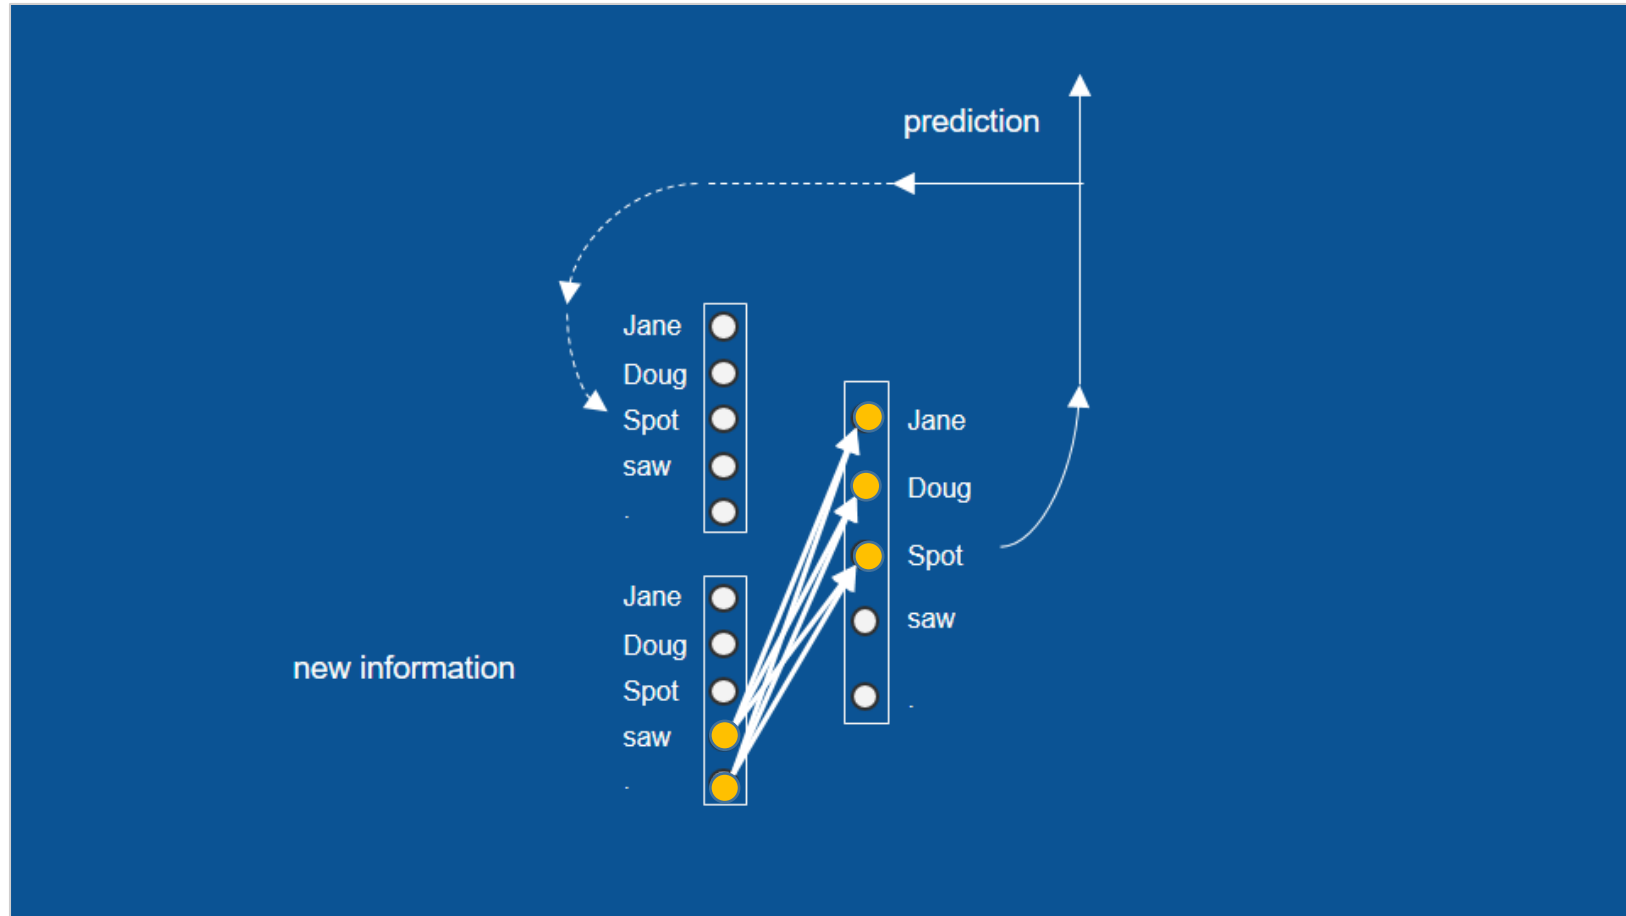 prediction
Jane
Doug
Spot
saw
.
Jane
Doug
Spot
saw
.
new information
Jane
Doug
Spot
saw
.